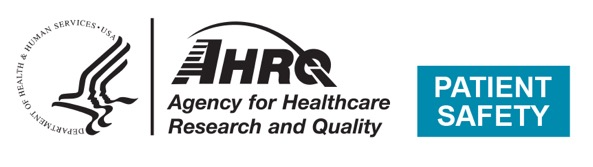 DEPARTMENT OF HEALTH & HUMAN SERVICES • USA
AHRQ
Agency for Healthcare
Research and Quality
PATIENT
SAFETY